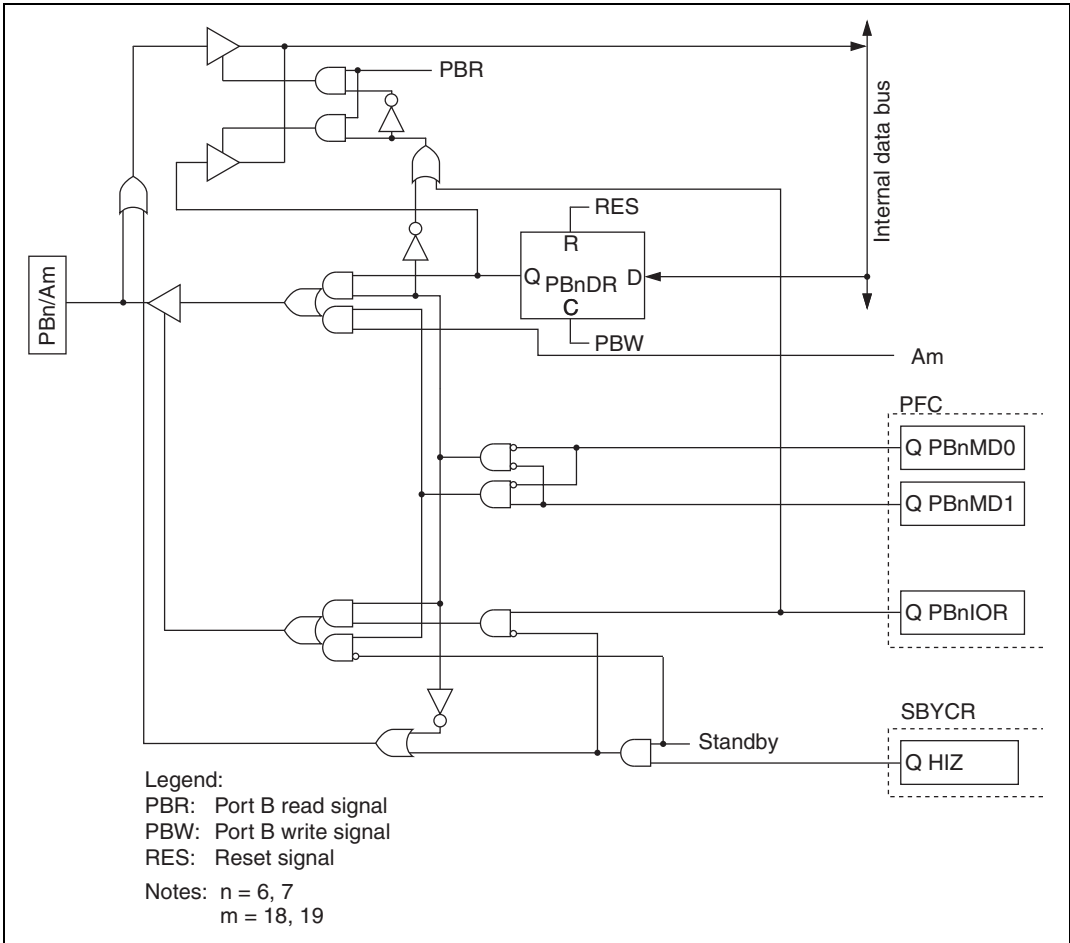 PBR
Internal data bus
RES
R
Q PBnDR D
C
PBW
PBn/Am
Am
PFC
Q PBnMD0
Q PBnMD1
Q PBnIOR
SBYCR
Standby
Q HIZ
Legend:
PBR: Port B read signal
PBW: Port B write signal
RES: Reset signal
Notes: n = 6, 7
m = 18, 19